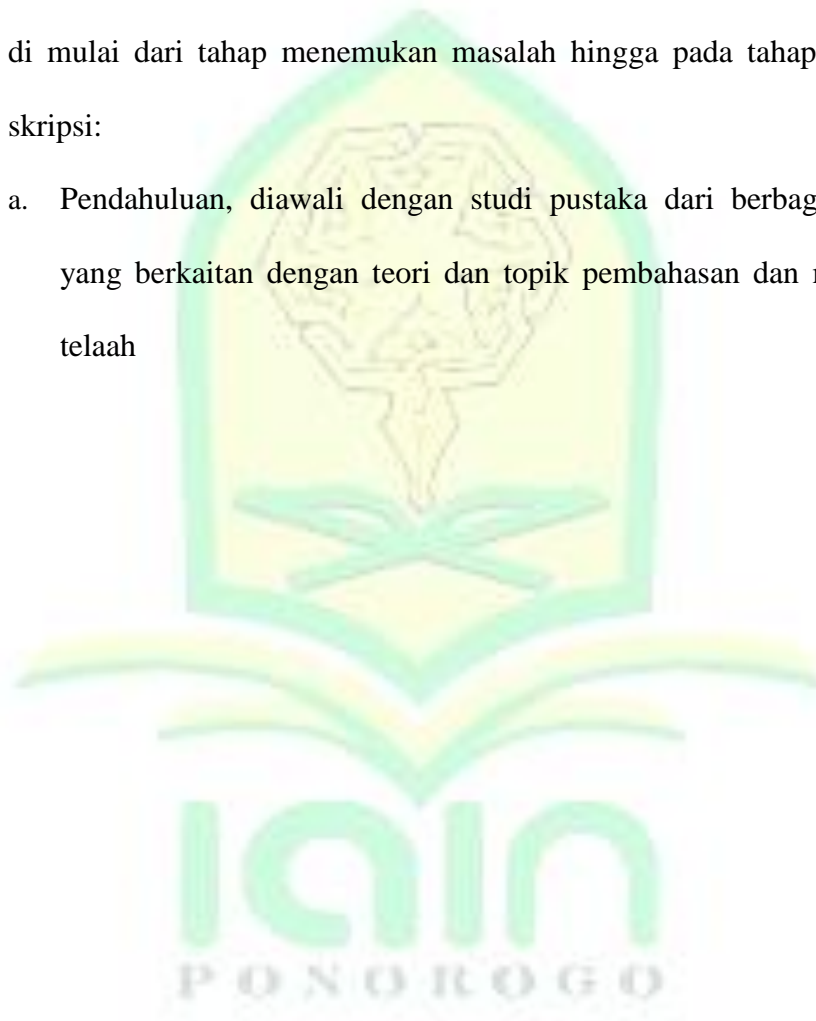 di mulai dari tahap menemukan masalah hingga pada tahap
skripsi:
a. Pendahuluan, diawali dengan studi pustaka dari berbag
yang berkaitan dengan teori dan topik pembahasan dan
telaah
iain
PONOROGO